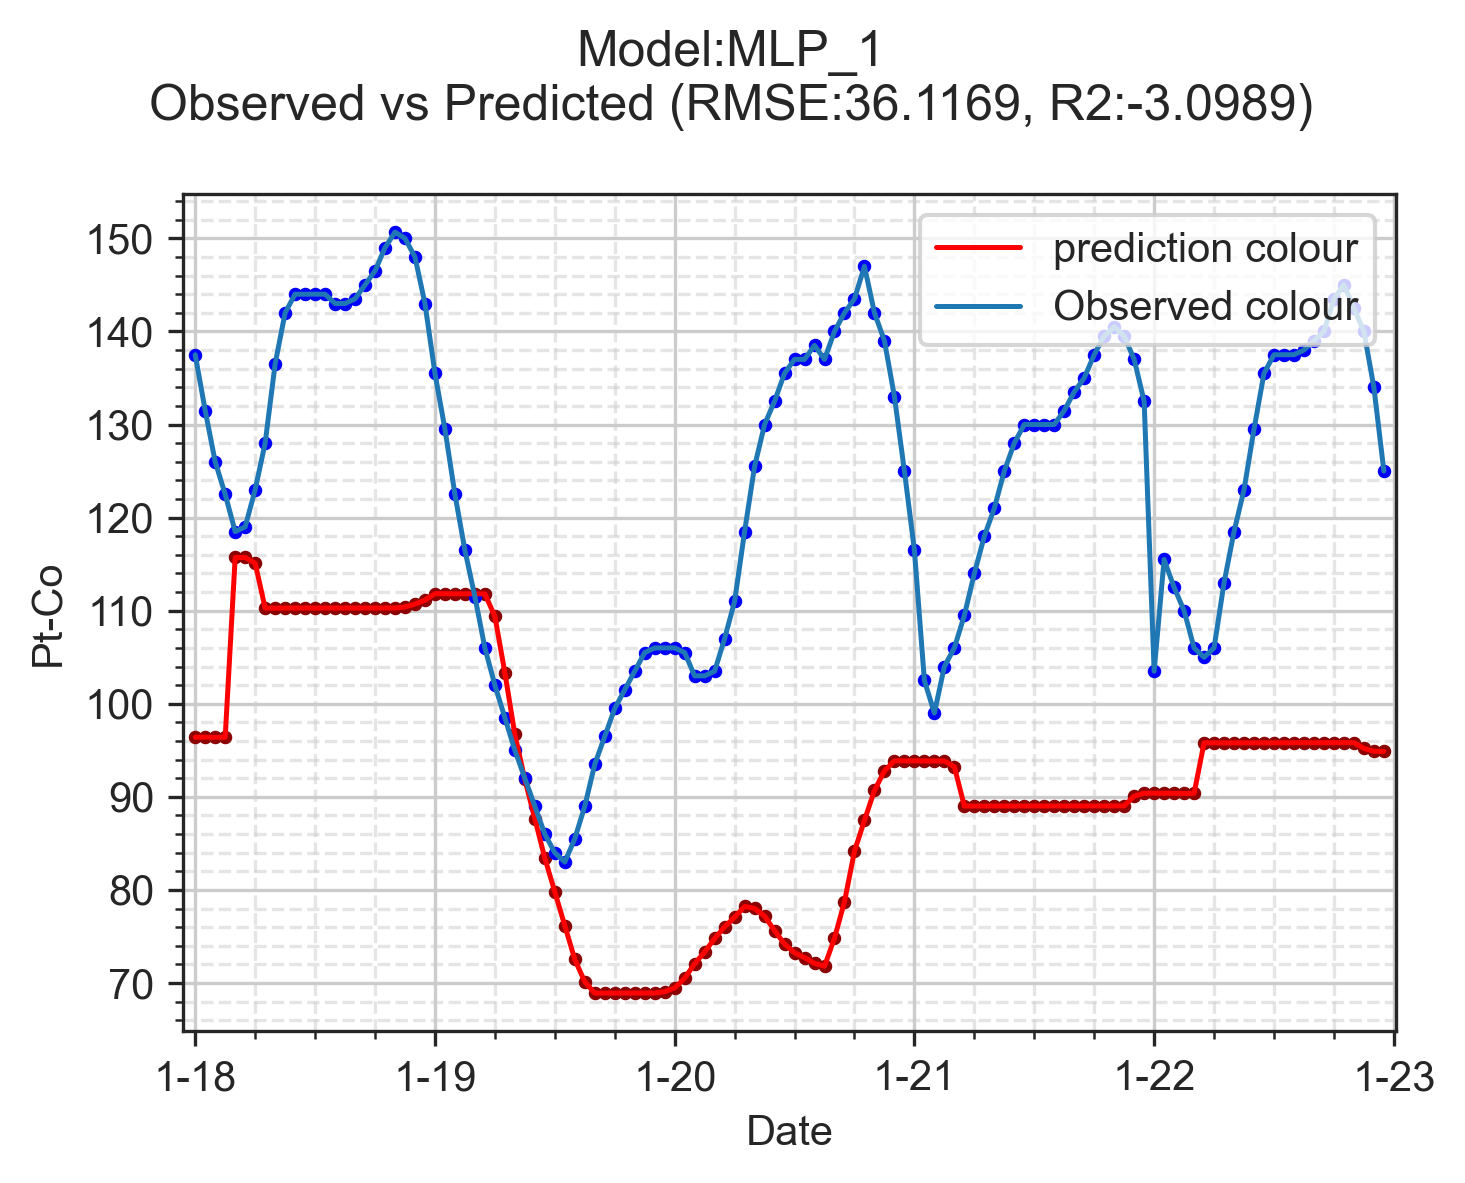 Model:MLP_1
Observed vs Predicted (RMSE:36.1169, R2:-3.0989)
prediction colour
Observed colour
150
140
130
120
110
100
90
80
70
Pt-Co
1-18
1-19
1-20
1-21
1-22
1-23
Date